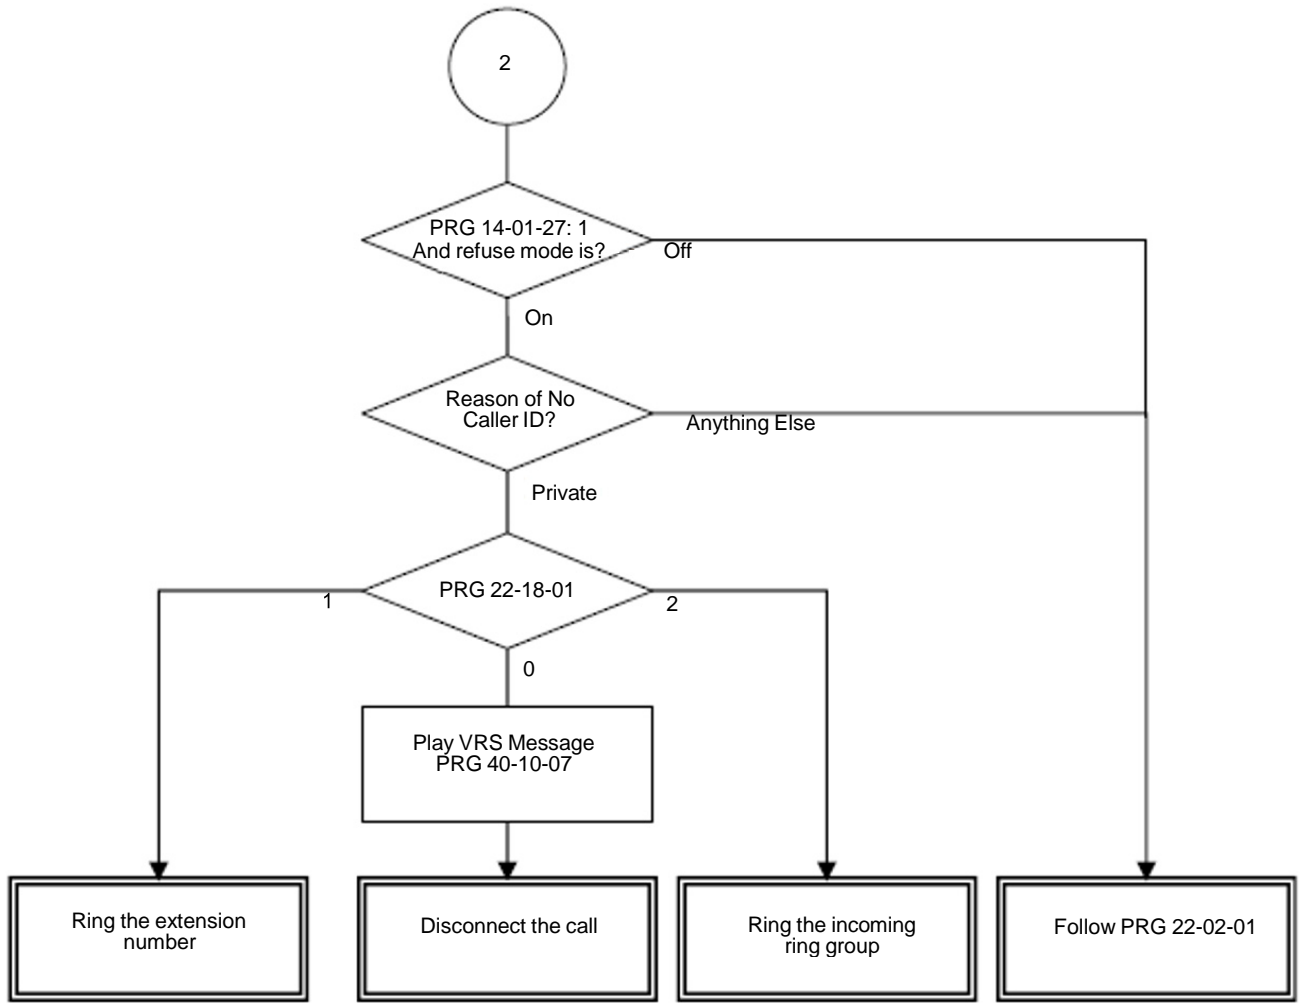 2
PRG 14-01-27: 1
And refuse mode is?
Off
On
Reason of No
Caller ID?
Anything Else
Private
PRG 22-18-01
1
2
0
Play VRS Message
PRG 40-10-07
Ring the extension
number
Disconnect the call
Ring the incoming
ring group
Follow PRG 22-02-01